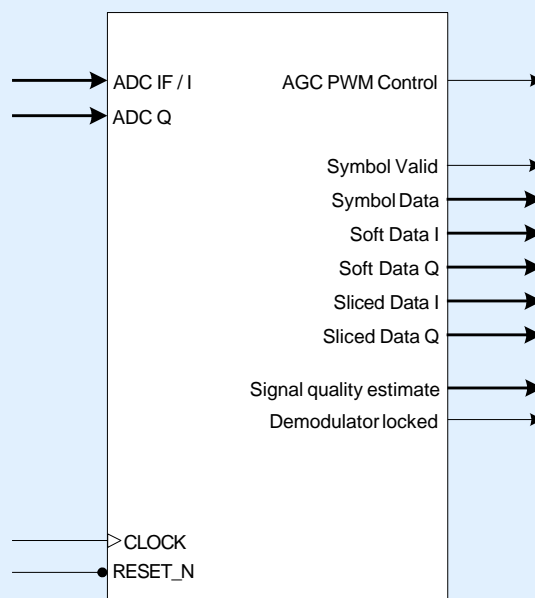 ADC IF / I
AGC PWM Control
ADC Q
Symbol Valid
Symbol Data
Soft Data I
Soft Data Q
Sliced Data I
Sliced Data Q
Signal quality estimate
Demodulator locked
CLOCK
RESET_N